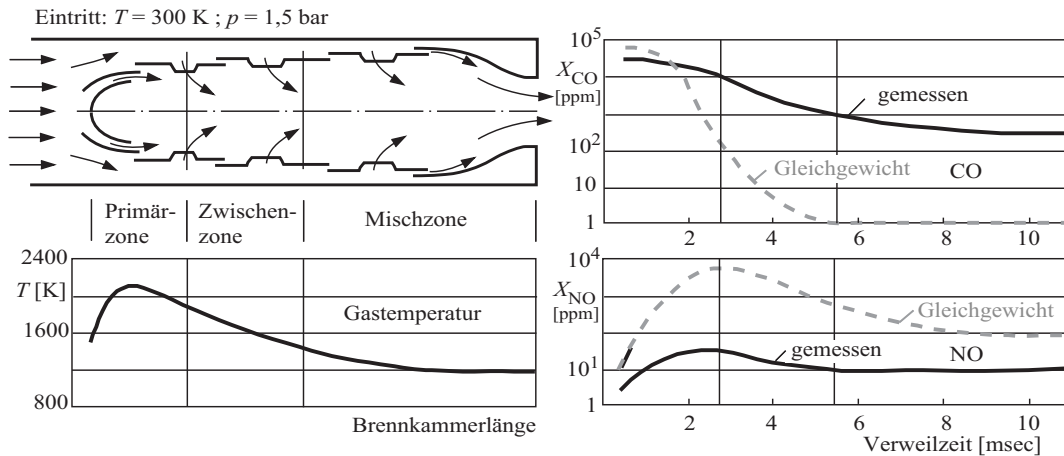 Eintritt: T = 300 K ; p = 1,5 bar
Primär-
zone
Zwischen-
zone
Mischzone
2400
T [K]
1600
800
Gastemperatur
Brennkammerlänge
10^5
X_CO
[ppm]
10^2
10
1
gemessen
Gleichgewicht
CO
2 4 6 8 10
10^4
X_NO
[ppm]
10^1
1
Gleichgewicht
gemessen
NO
2 4 6 8 10
Verweilzeit [msec]